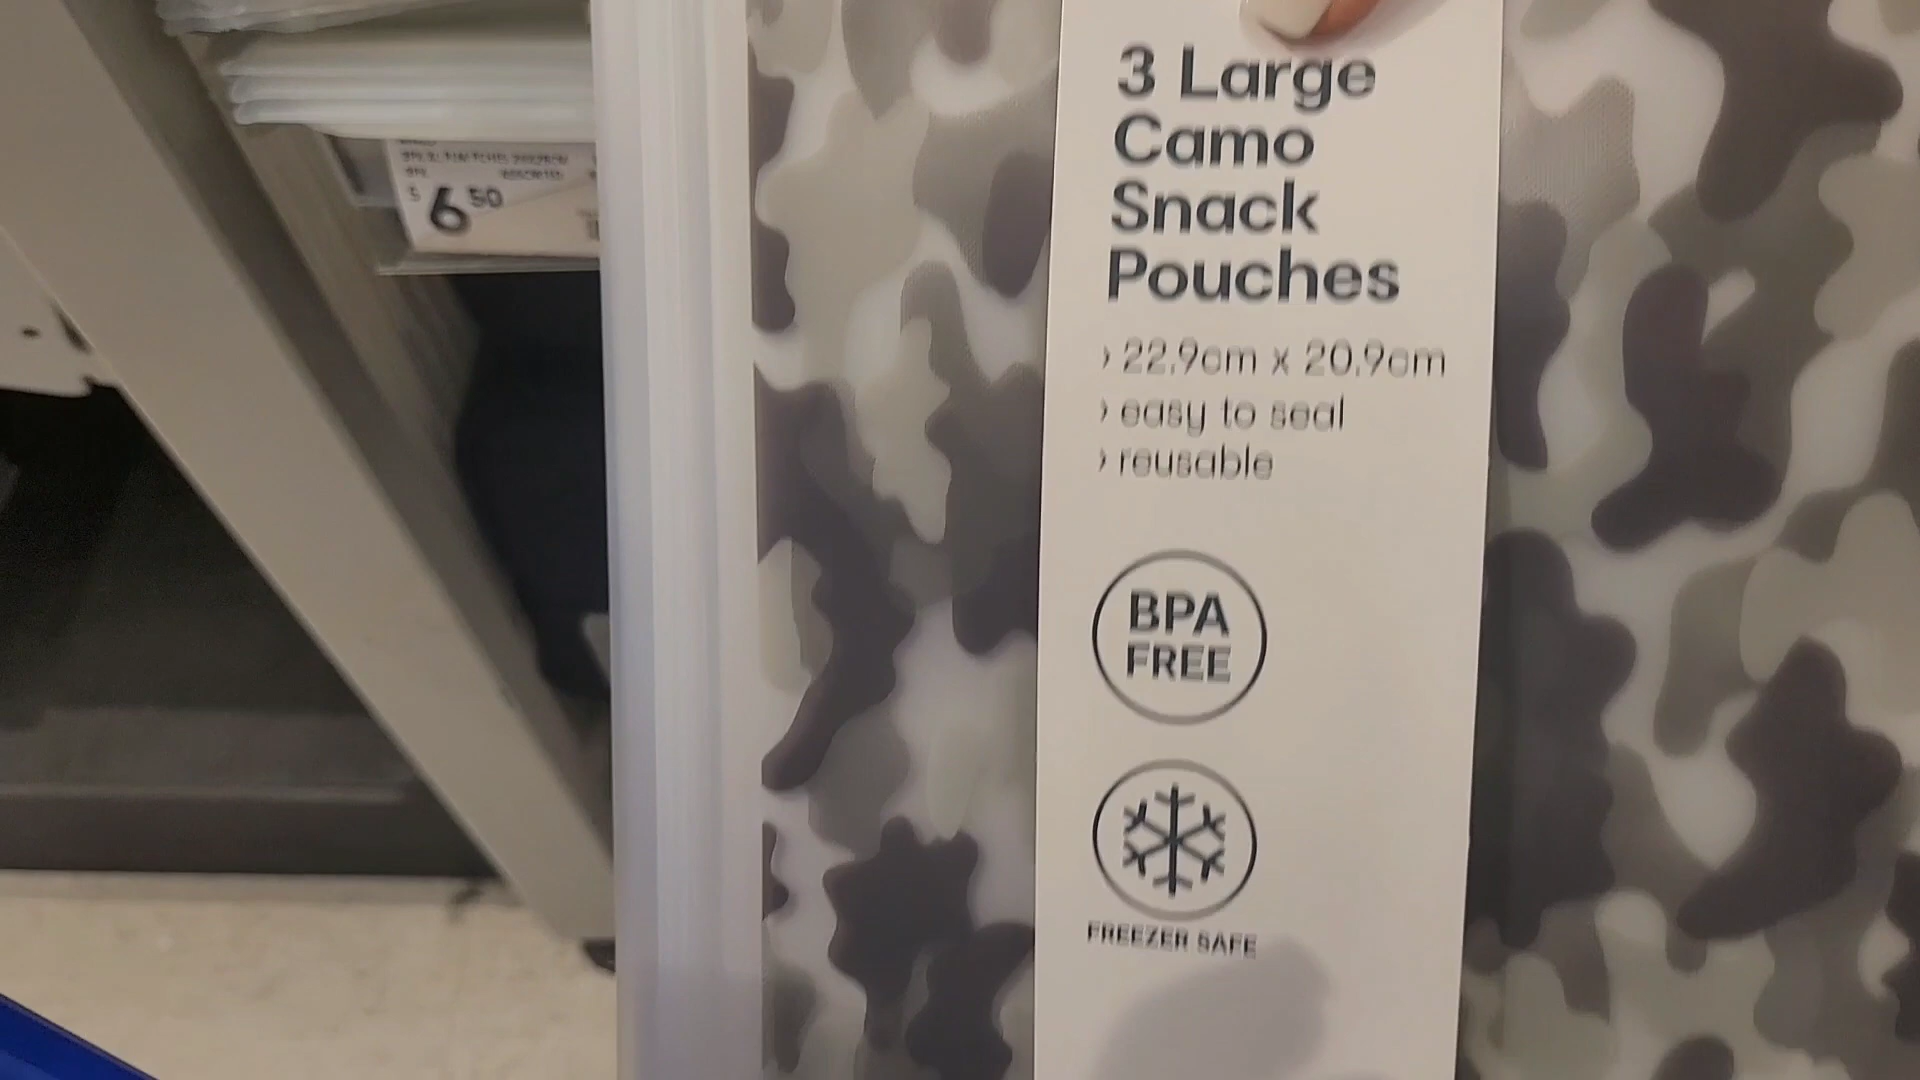 3 Large
Camo
Snack
Pouches
› 22.9cm x 20.9cm
› easy to seal
› reusable
BPA
FREE
FREEZER SAFE
ASSORTED
$6 50